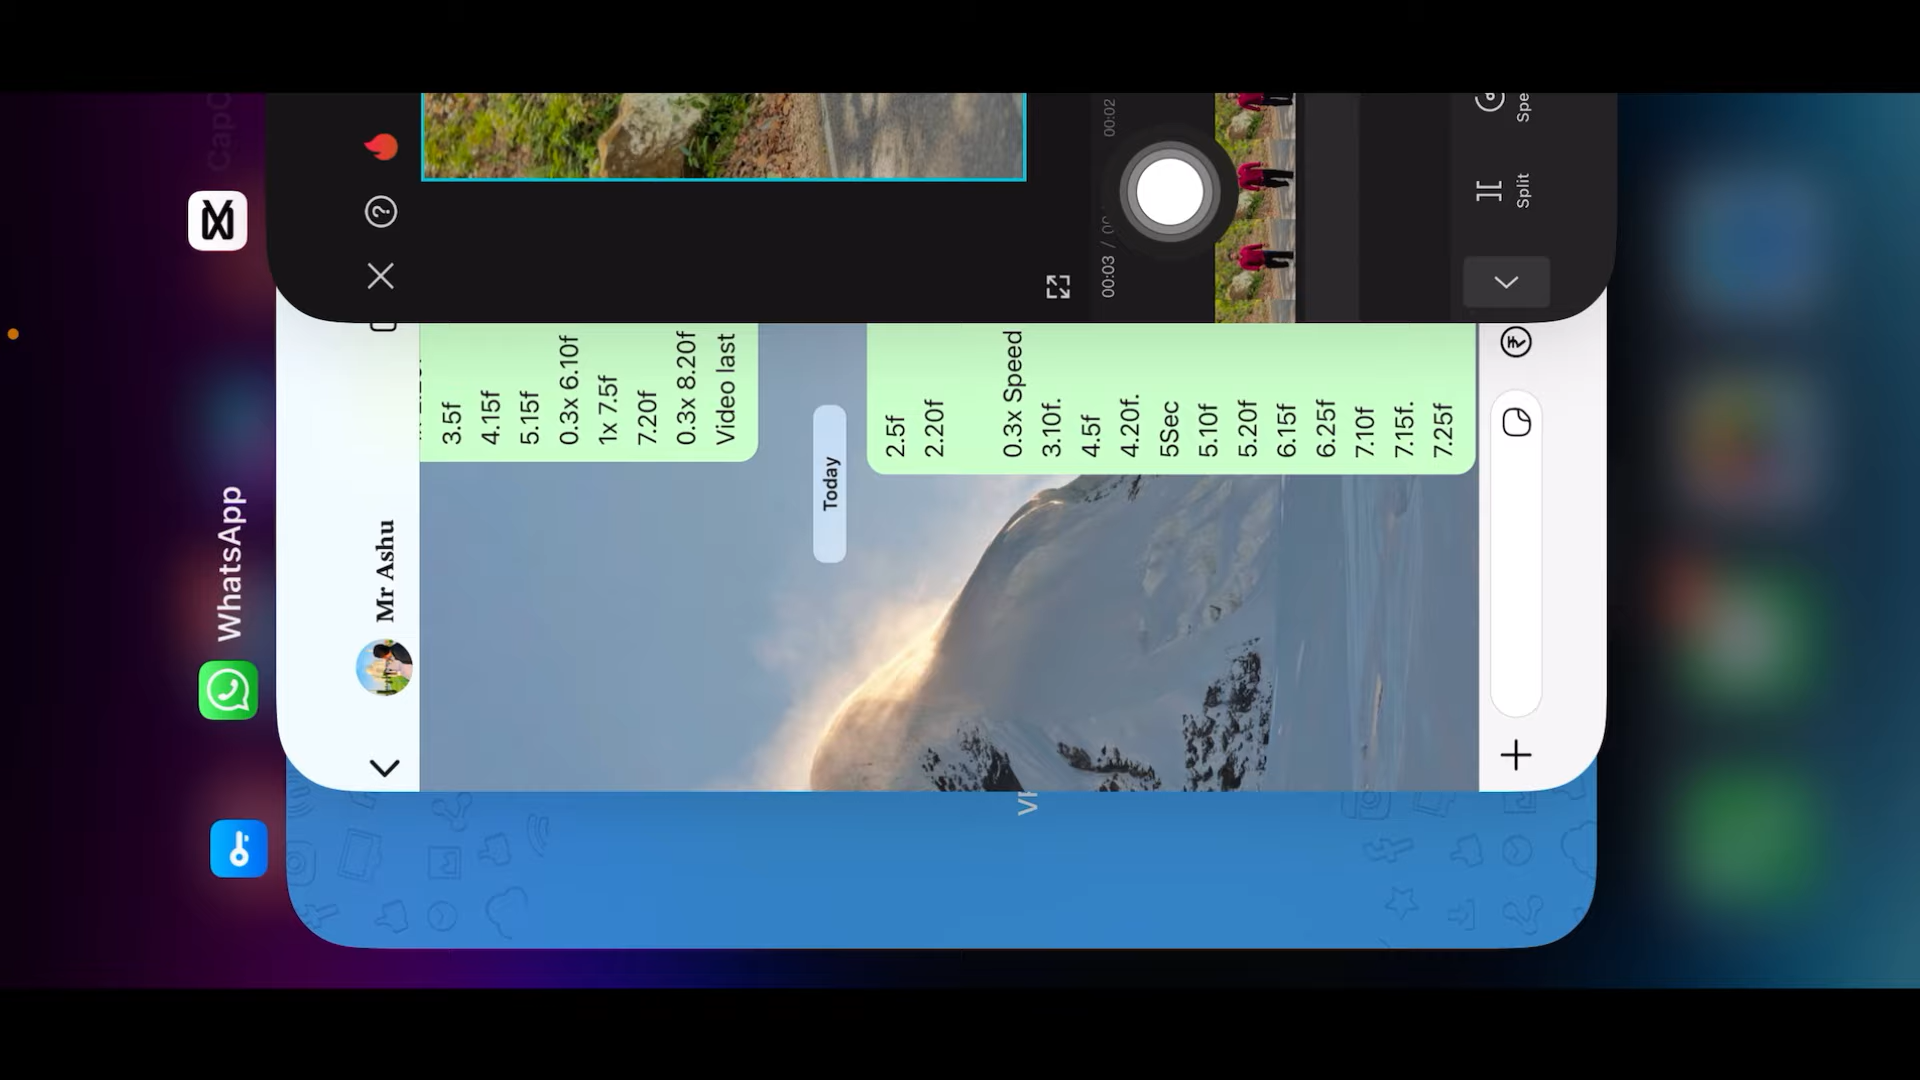 WhatsApp
CapC
Mr Ashu
3.5f
4.15f
5.15f
0.3x 6.10f
1x 7.5f
7.20f
0.3x 8.20f
Video last
Today
2.5f
2.20f
0.3x Speed
3.10f.
4.5f
4.20f.
5Sec
5.10f
5.20f
6.15f
6.25f
7.10f
7.15f.
7.25f
00:03 /
00:02
Split
Spe